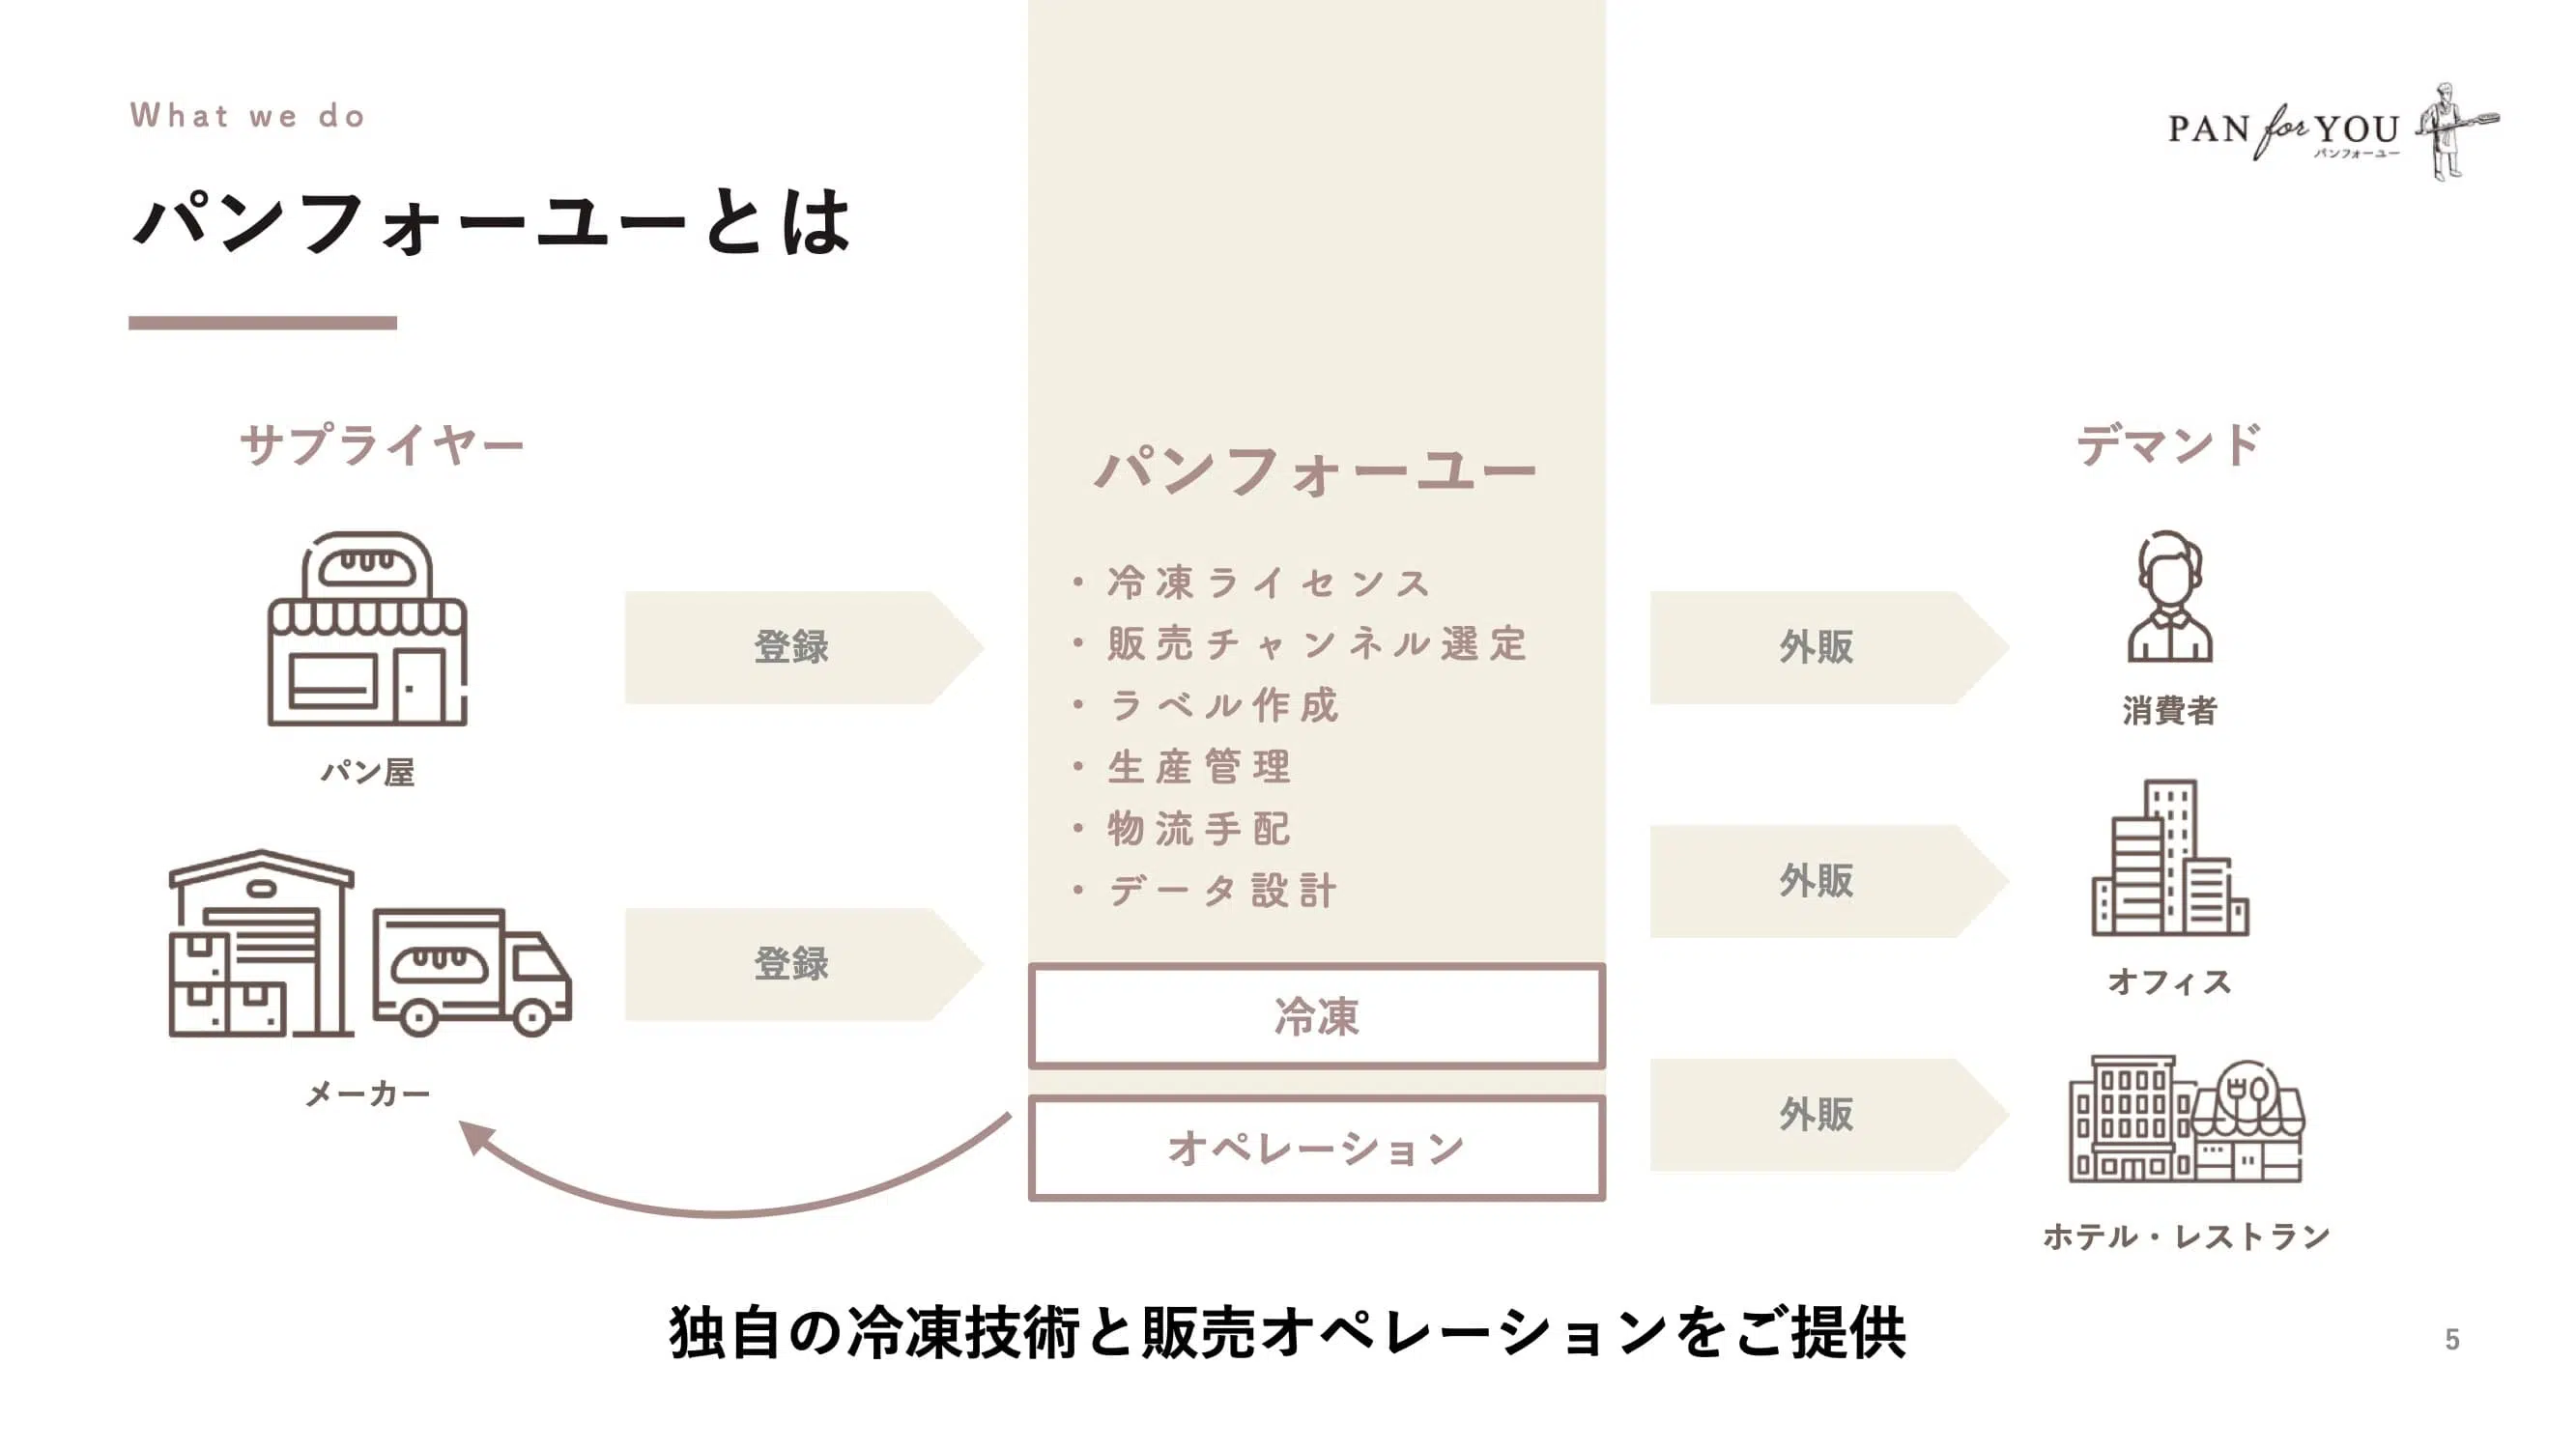 What we do
パンフォーユーとは
PAN for YOU
パンフォーユー
サプライヤー
パン屋
メーカー
登録
登録
パンフォーユー
・冷凍ライセンス
・販売チャンネル選定
・ラベル作成
・生産管理
・物流手配
・データ設計
冷凍
オペレーション
外販
外販
外販
デマンド
消費者
オフィス
ホテル・レストラン
独自の冷凍技術と販売オペレーションをご提供
5